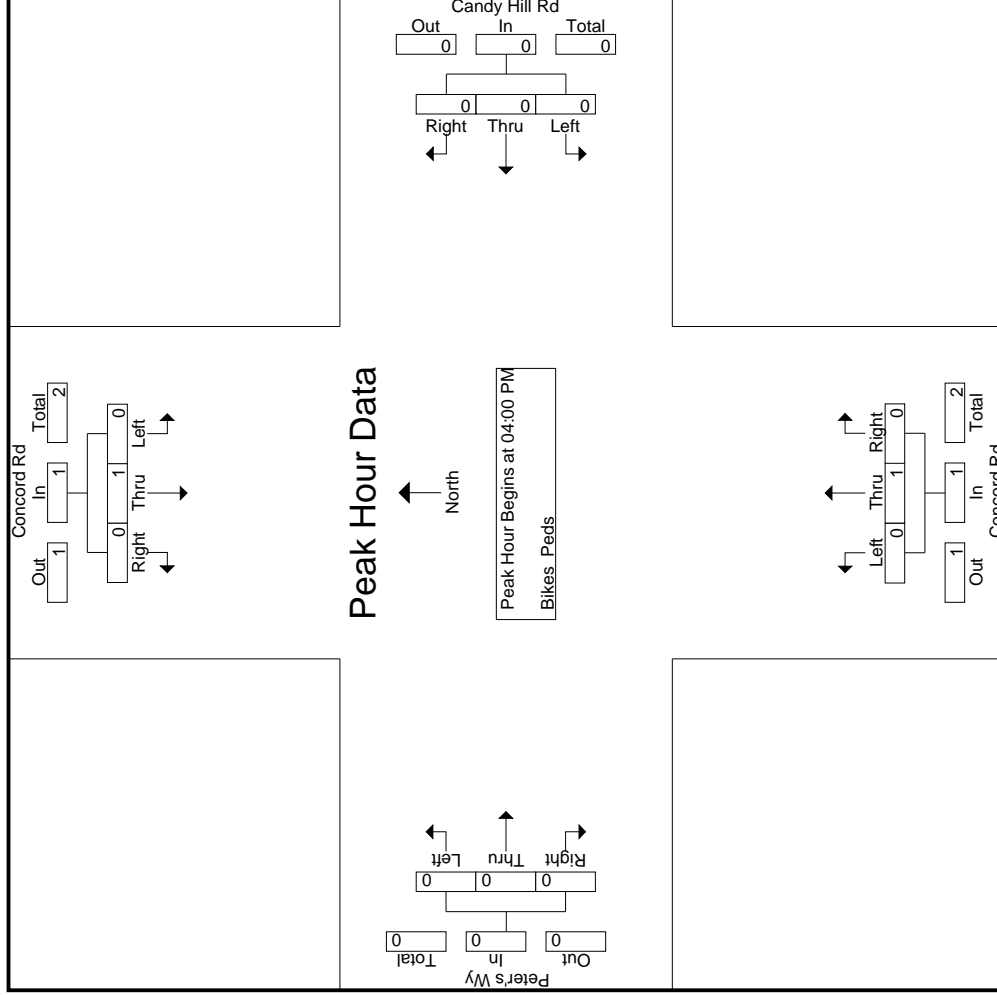 Candy Hill Rd
Out In Total
0 0 0
0 0 0
Right Thru Left
Concord Rd
Out In Total
1 1 2
0 1 0
Right Thru Left
Peak Hour Data
North
Peak Hour Begins at 04:00 PM
Bikes Peds
Left Thru Right
0 1 0
1 1 2
Out In Total
Concord Rd
Left Thru Right
0 0 0
0 0 0
Total In Out
Peter's Wy